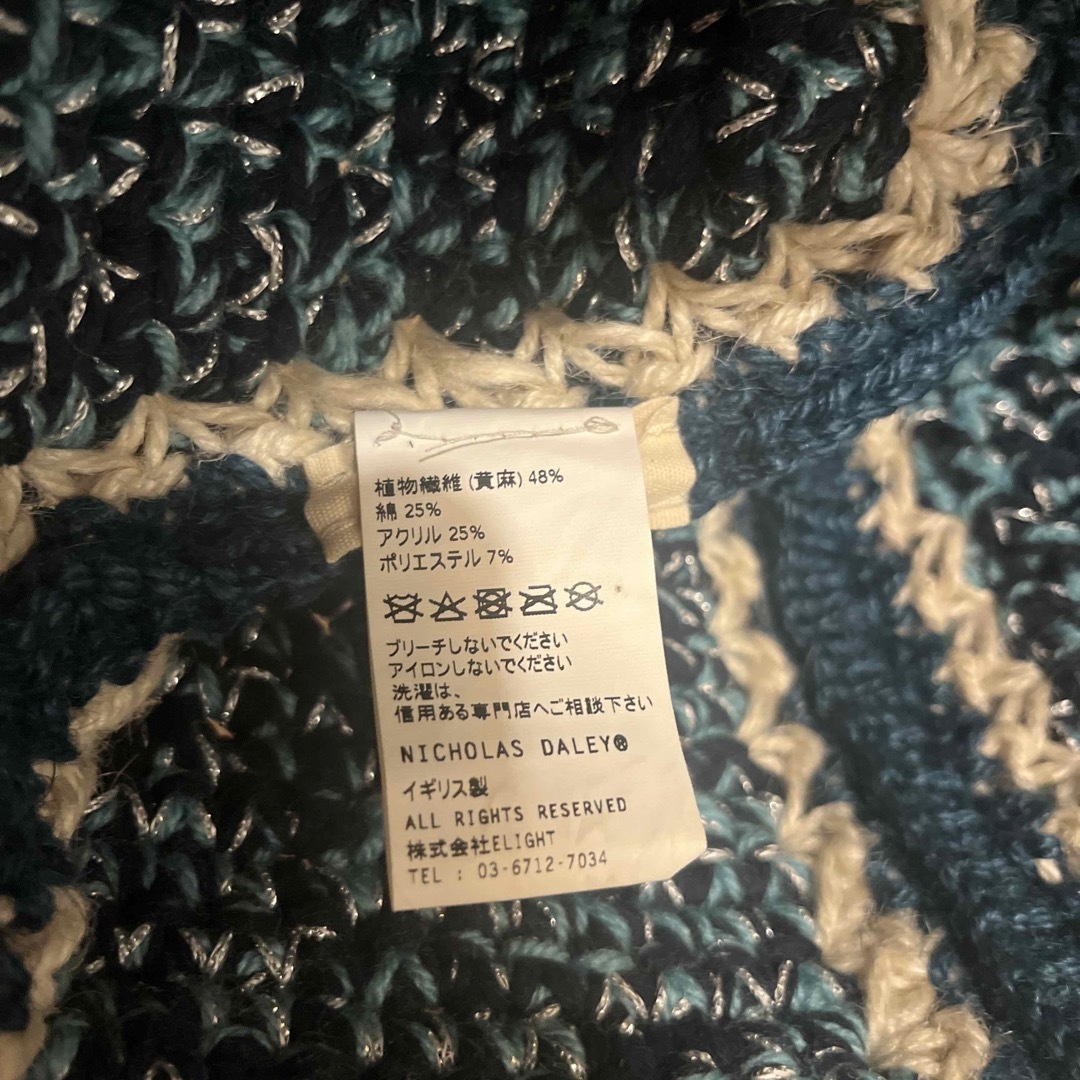 植物繊維 (黄麻) 48%
綿 25%
アクリル 25%
ポリエステル 7%
ブリーチしないでください
アイロンしないでください
洗濯は、
信用ある専門店へご相談下さい
NICHOLAS DALEY®
イギリス製
ALL RIGHTS RESERVED
株式会社ELIGHT
TEL : 03-6712-7034